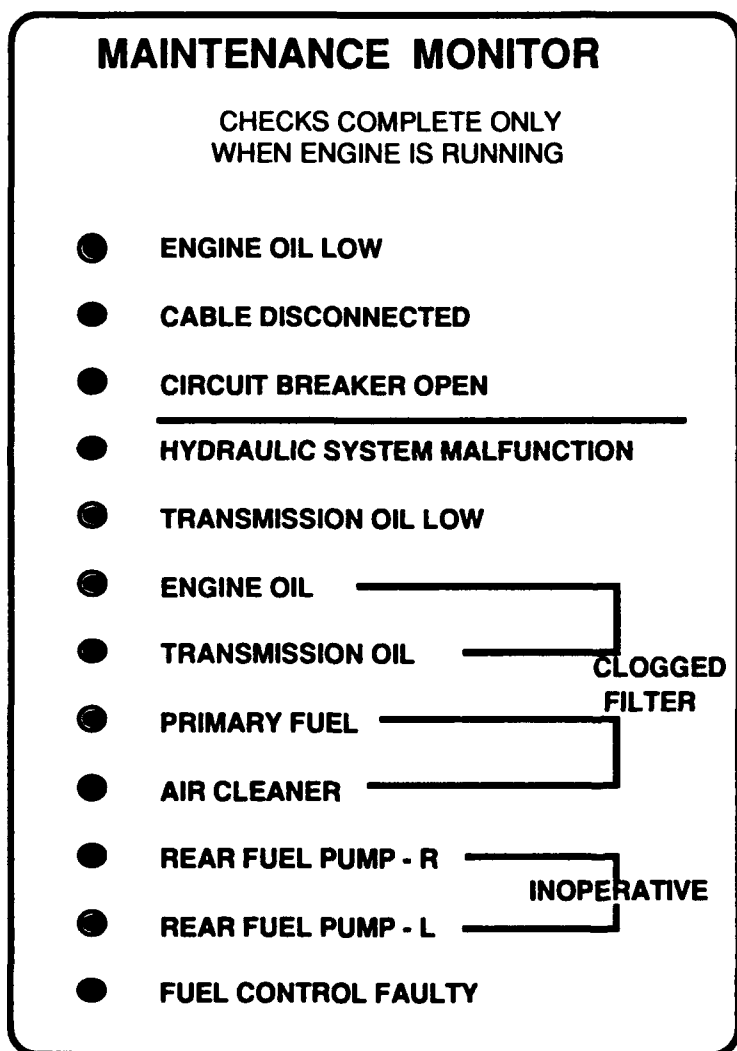 MAINTENANCE MONITOR
CHECKS COMPLETE ONLY
WHEN ENGINE IS RUNNING
ENGINE OIL LOW
CABLE DISCONNECTED
CIRCUIT BREAKER OPEN
HYDRAULIC SYSTEM MALFUNCTION
TRANSMISSION OIL LOW
ENGINE OIL
TRANSMISSION OIL
CLOGGED
FILTER
PRIMARY FUEL
AIR CLEANER
REAR FUEL PUMP - R
INOPERATIVE
REAR FUEL PUMP - L
FUEL CONTROL FAULTY